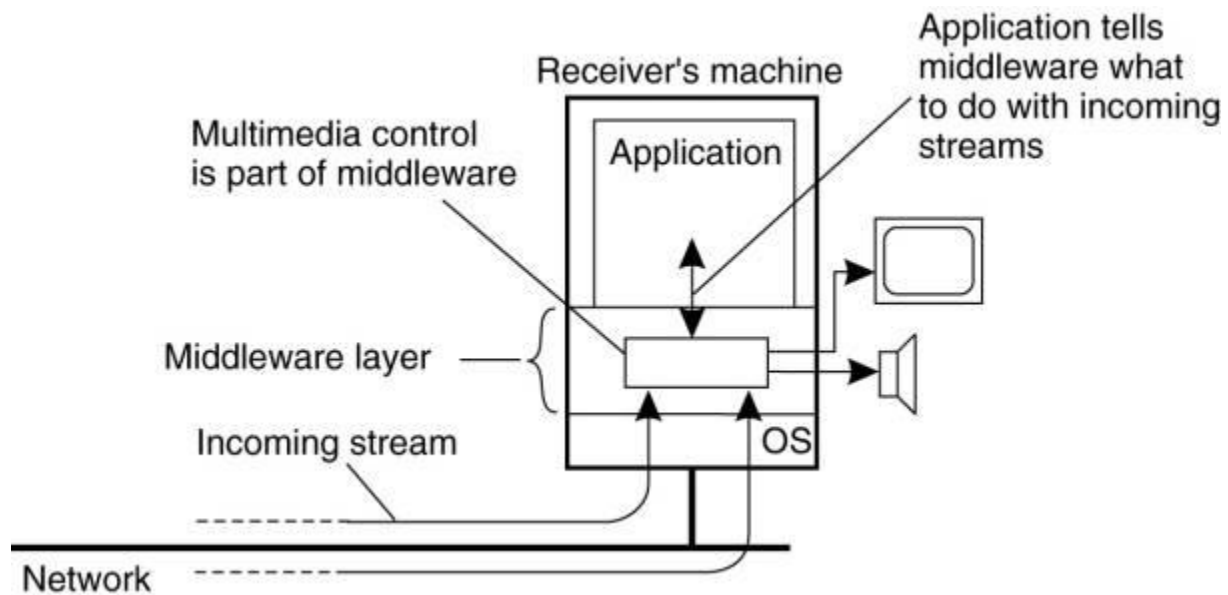 Application tells
middleware what
to do with incoming
streams
Receiver's machine
Multimedia control
is part of middleware
Application
Middleware layer
Incoming stream
OS
Network